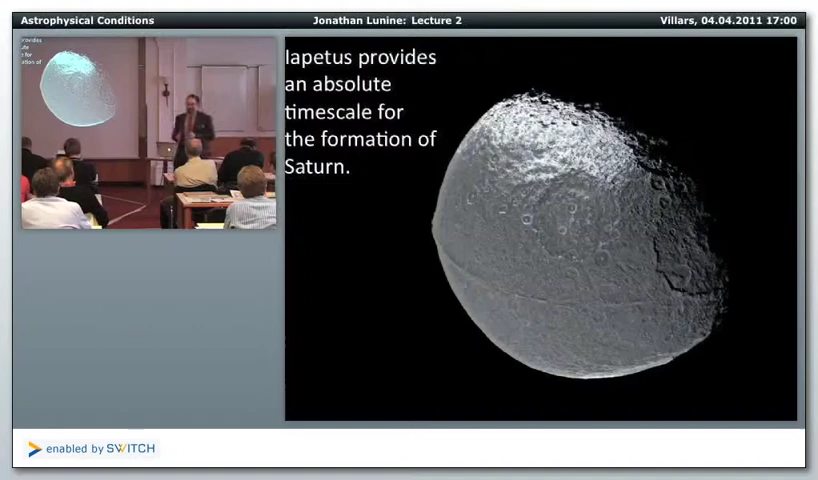 Astrophysical Conditions
Jonathan Lunine: Lecture 2
Villars, 04.04.2011 17:00
Iapetus provides
an absolute
timescale for
the formation of
Saturn.
enabled by SWITCH